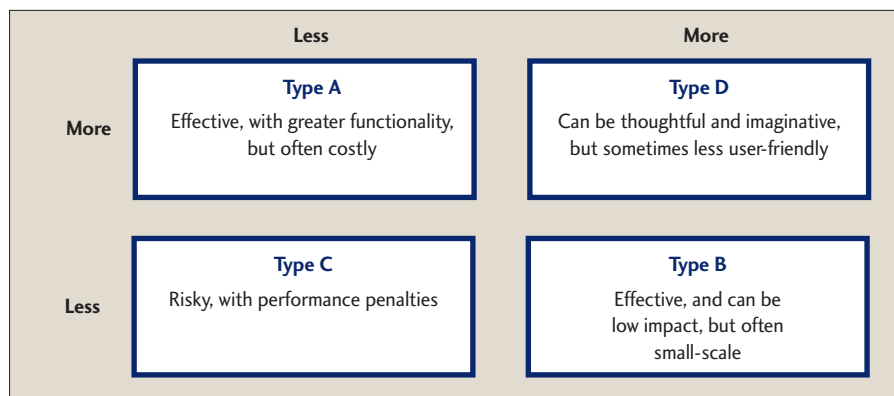 Less
More
More
Type A
Effective, with greater functionality,
but often costly
Type D
Can be thoughtful and imaginative,
but sometimes less user-friendly
Less
Type C
Risky, with performance penalties
Type B
Effective, and can be
low impact, but often
small-scale